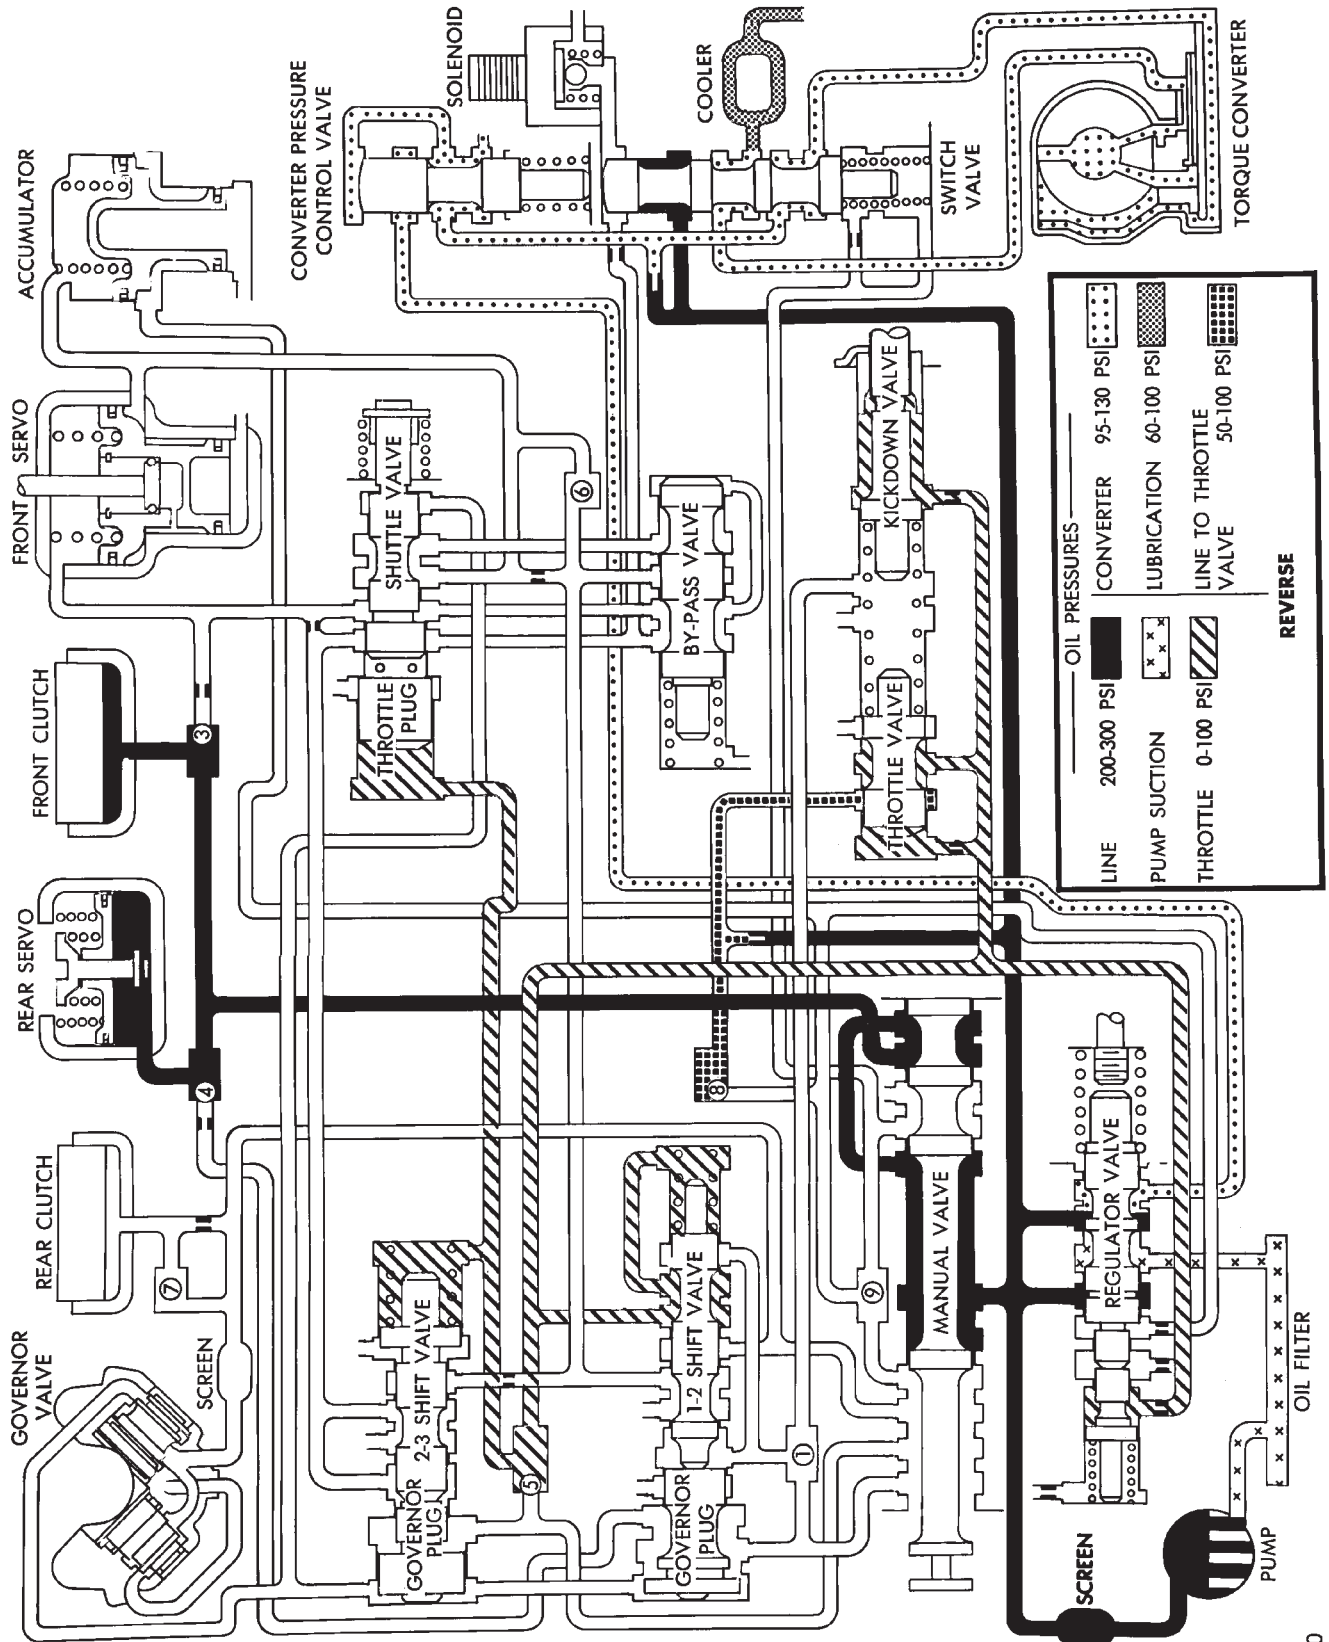 GOVERNOR
VALVE
REAR CLUTCH
REAR SERVO
FRONT CLUTCH
FRONT SERVO
ACCUMULATOR
SCREEN
7
4
3
CONVERTER PRESSURE
CONTROL VALVE
SOLENOID
COOLER
SWITCH
VALVE
TORQUE CONVERTER
GOVERNOR
PLUG
2-3 SHIFT VALVE
THROTTLE
PLUG
SHUTTLE VALVE
5
6
GOVERNOR
PLUG
1-2 SHIFT VALVE
8
BY-PASS VALVE
1
9
THROTTLE VALVE
KICKDOWN VALVE
MANUAL VALVE
REGULATOR VALVE
SCREEN
PUMP
OIL FILTER
OIL PRESSURES
LINE 200-300 PSI
PUMP SUCTION
THROTTLE 0-100 PSI
CONVERTER 95-130 PSI
LUBRICATION 60-100 PSI
LINE TO THROTTLE
VALVE 50-100 PSI
REVERSE